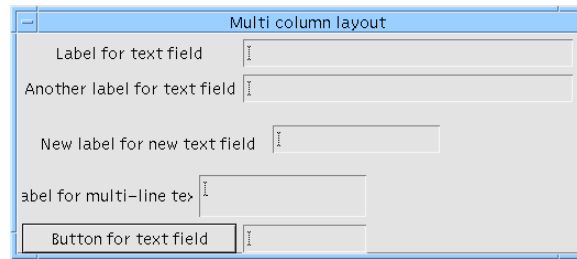 Multi column layout
Label for text field
Another label for text field
New label for new text field
abel for multi-line tex
Button for text field